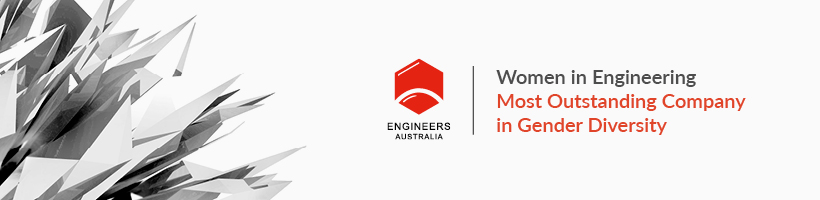 ENGINEERS
AUSTRALIA
Women in Engineering
Most Outstanding Company
in Gender Diversity